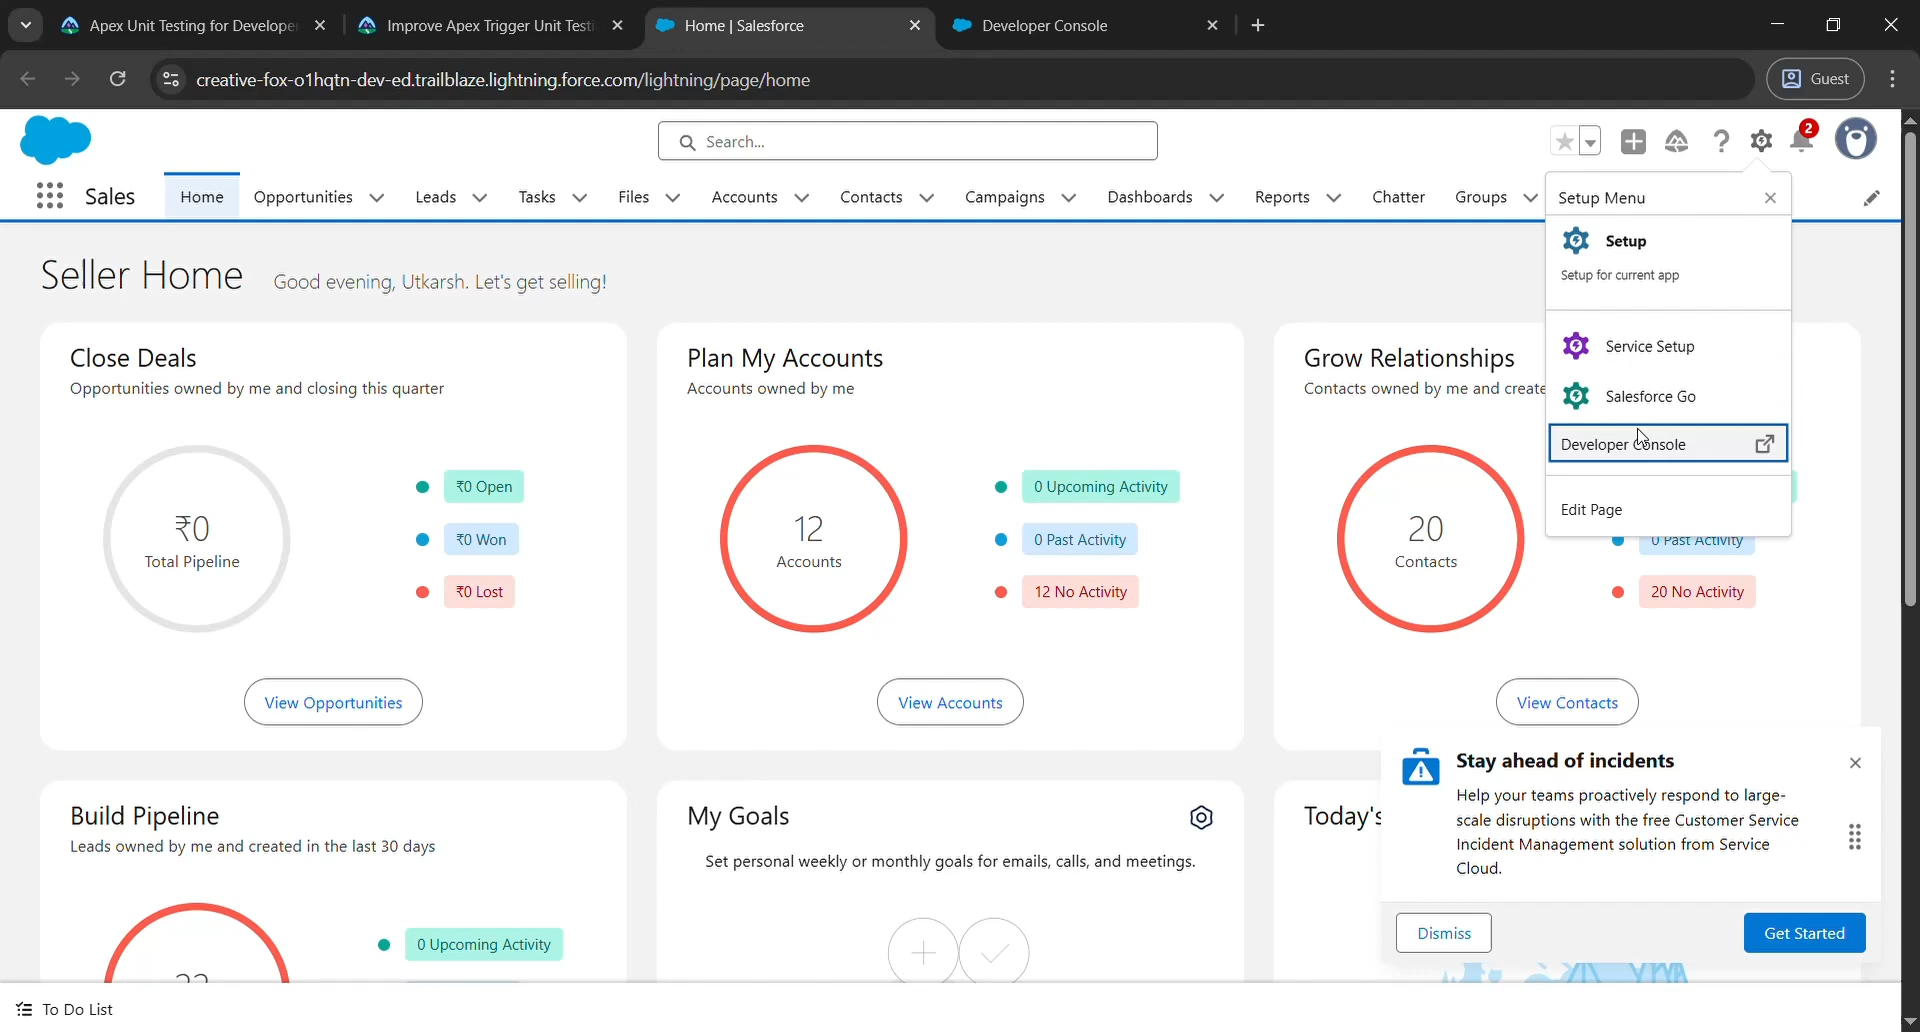 Apex Unit Testing for Develope
Improve Apex Trigger Unit Testi
Home | Salesforce
Developer Console
creative-fox-o1hqtn-dev-ed.trailblaze.lightning.force.com/lightning/page/home
Guest
Search...
2
Sales
Home
Opportunities
Leads
Tasks
Files
Accounts
Contacts
Campaigns
Dashboards
Reports
Chatter
Groups
Setup Menu
Setup
Setup for current app
Service Setup
Salesforce Go
Developer Console
Edit Page
Seller Home
Good evening, Utkarsh. Let's get selling!
Close Deals
Opportunities owned by me and closing this quarter
₹0
Total Pipeline
₹0 Open
₹0 Won
₹0 Lost
View Opportunities
Plan My Accounts
Accounts owned by me
12
Accounts
0 Upcoming Activity
0 Past Activity
12 No Activity
View Accounts
Grow Relationships
Contacts owned by me and create
20
Contacts
0 Past Activity
20 No Activity
View Contacts
Build Pipeline
Leads owned by me and created in the last 30 days
0 Upcoming Activity
My Goals
Set personal weekly or monthly goals for emails, calls, and meetings.
Today's
Stay ahead of incidents
Help your teams proactively respond to large-
scale disruptions with the free Customer Service
Incident Management solution from Service
Cloud.
Dismiss
Get Started
To Do List